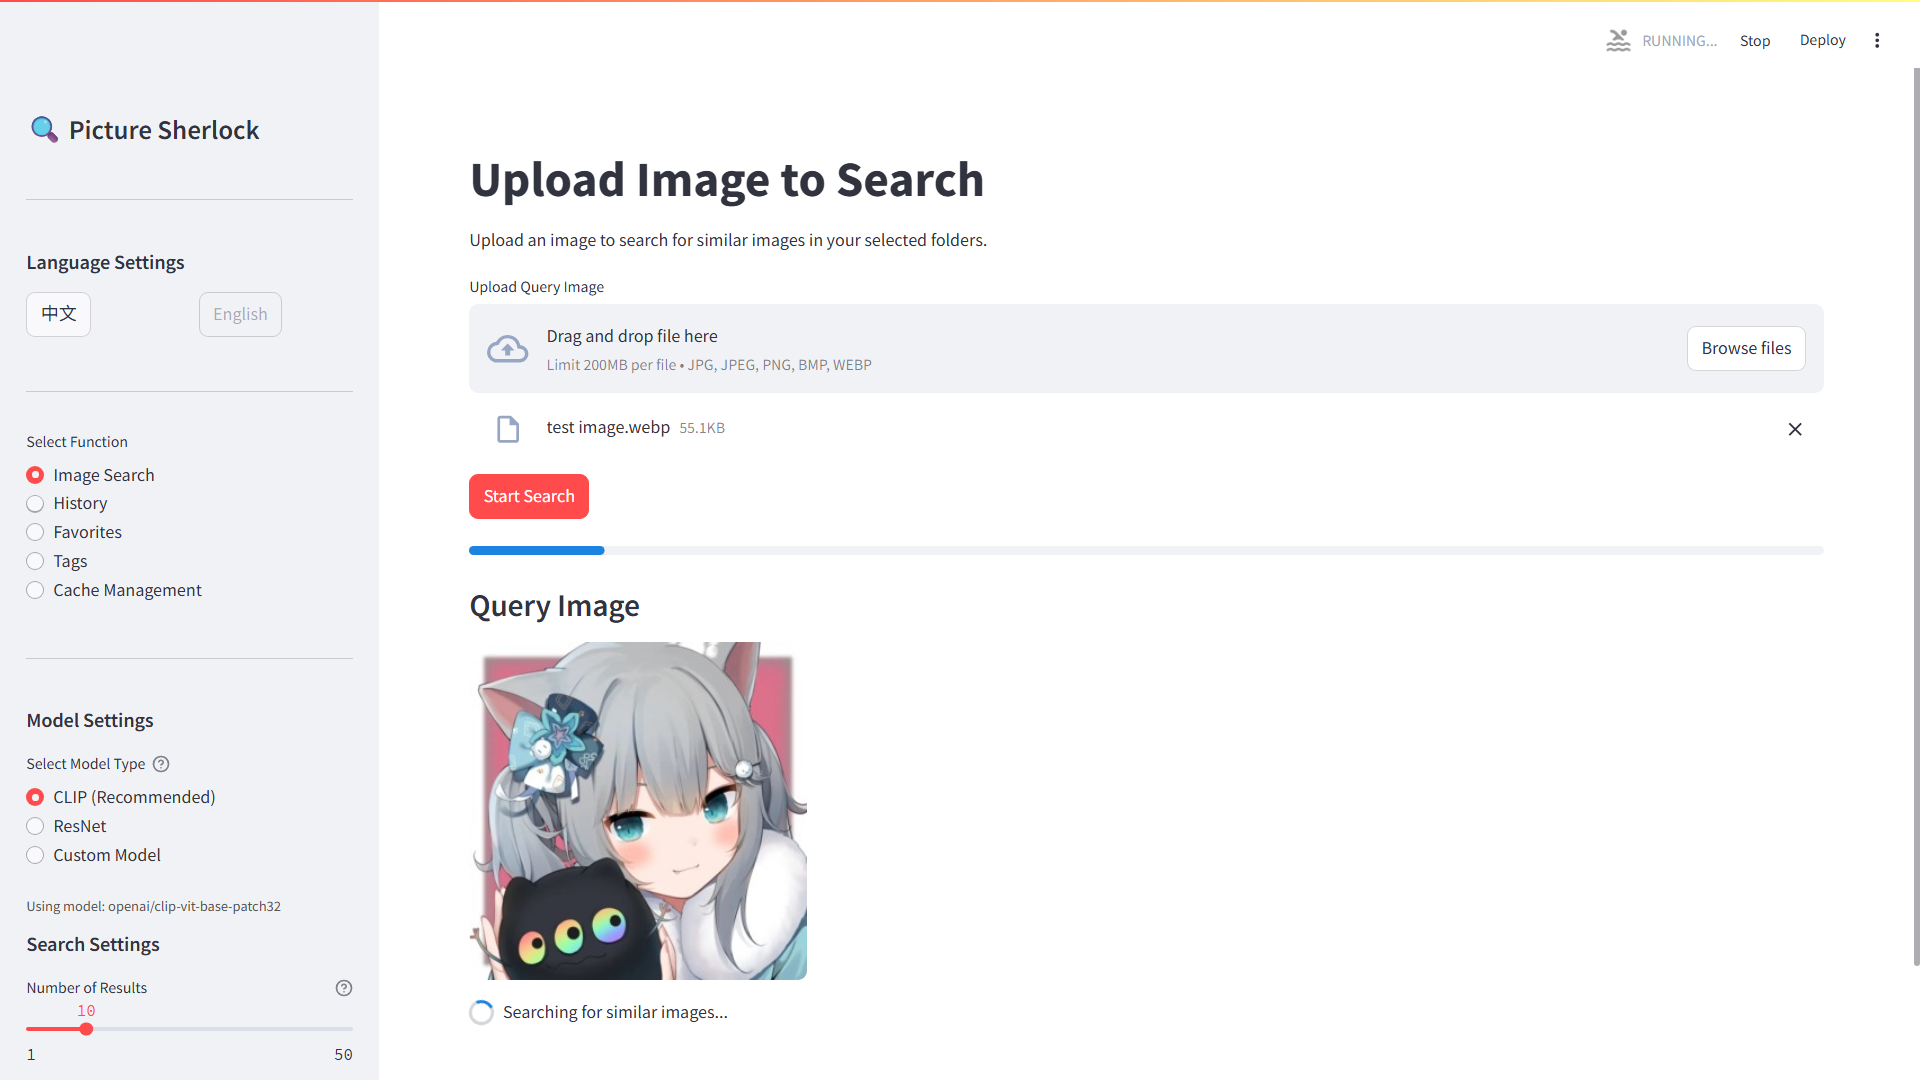 RUNNING...
Stop
Deploy
Picture Sherlock
Language Settings
中文
English
Select Function
Image Search
History
Favorites
Tags
Cache Management
Model Settings
Select Model Type
CLIP (Recommended)
ResNet
Custom Model
Using model: openai/clip-vit-base-patch32
Search Settings
Number of Results
10
1
50
Upload Image to Search
Upload an image to search for similar images in your selected folders.
Upload Query Image
Drag and drop file here
Limit 200MB per file • JPG, JPEG, PNG, BMP, WEBP
Browse files
test image.webp 55.1KB
Start Search
Query Image
Searching for similar images...